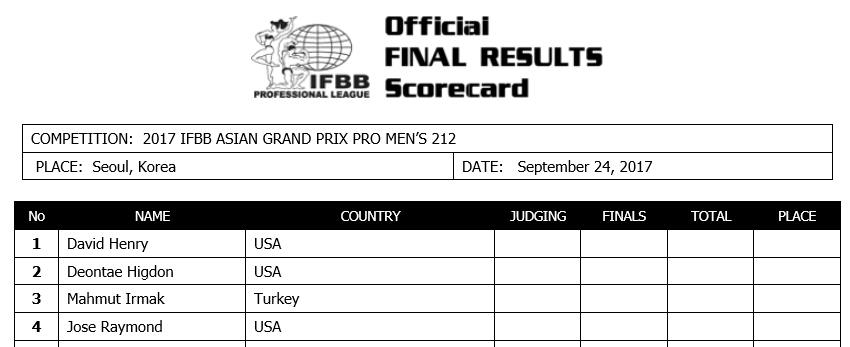 Official
FINAL RESULTS
Scorecard
IFBB
PROFESSIONAL LEAGUE
COMPETITION: 2017 IFBB ASIAN GRAND PRIX PRO MEN’S 212
PLACE: Seoul, Korea DATE: September 24, 2017
No NAME COUNTRY JUDGING FINALS TOTAL PLACE
1 David Henry USA
2 Deontae Higdon USA
3 Mahmut Irmak Turkey
4 Jose Raymond USA